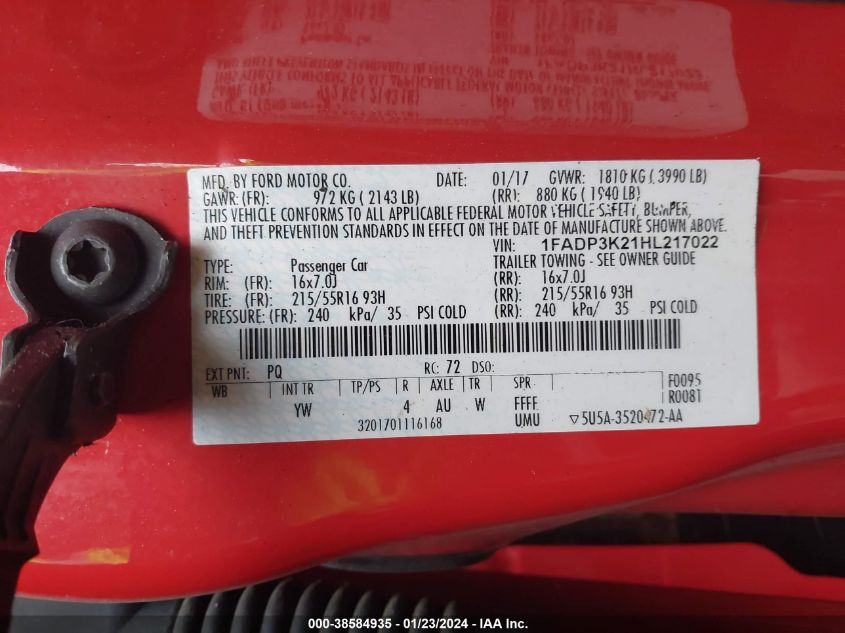 MFD. BY FORD MOTOR CO. DATE: 01/17 GVWR: 1810 KG ( 3990 LB)
GAWR: (FR): 972 KG ( 2143 LB) (RR): 880 KG ( 1940 LB)
THIS VEHICLE CONFORMS TO ALL APPLICABLE FEDERAL MOTOR VEHICLE SAFETY, BUMPER,
AND THEFT PREVENTION STANDARDS IN EFFECT ON THE DATE OF MANUFACTURE SHOWN ABOVE.
VIN: 1FADP3K21HL217022
TYPE: Passenger Car TRAILER TOWING - SEE OWNER GUIDE
RIM: (FR): 16x7.0J (RR): 16x7.0J
TIRE: (FR): 215/55R16 93H (RR): 215/55R16 93H
PRESSURE: (FR): 240 kPa/ 35 PSI COLD (RR): 240 kPa/ 35 PSI COLD
EXT PNT: PQ RC: 72 DSO:
WB INT TR TP/PS R AXLE TR SPR F0095
YW 4 AU W FFFF R0081
3201701116168 UMU ▽5U5A-3520472-AA
000-38584935 - 01/23/2024 - IAA Inc.